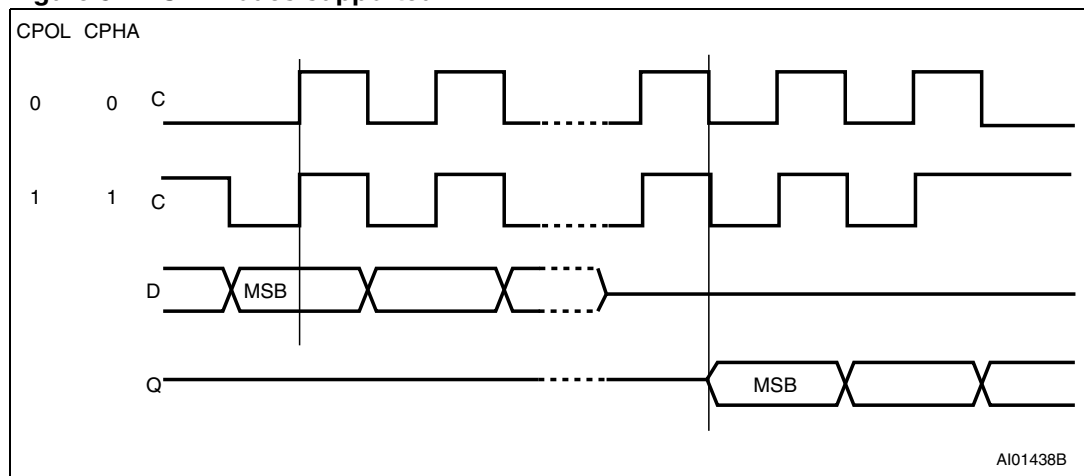 CPOL CPHA
0 0 C
1 1 C
D MSB
Q MSB
AI01438B